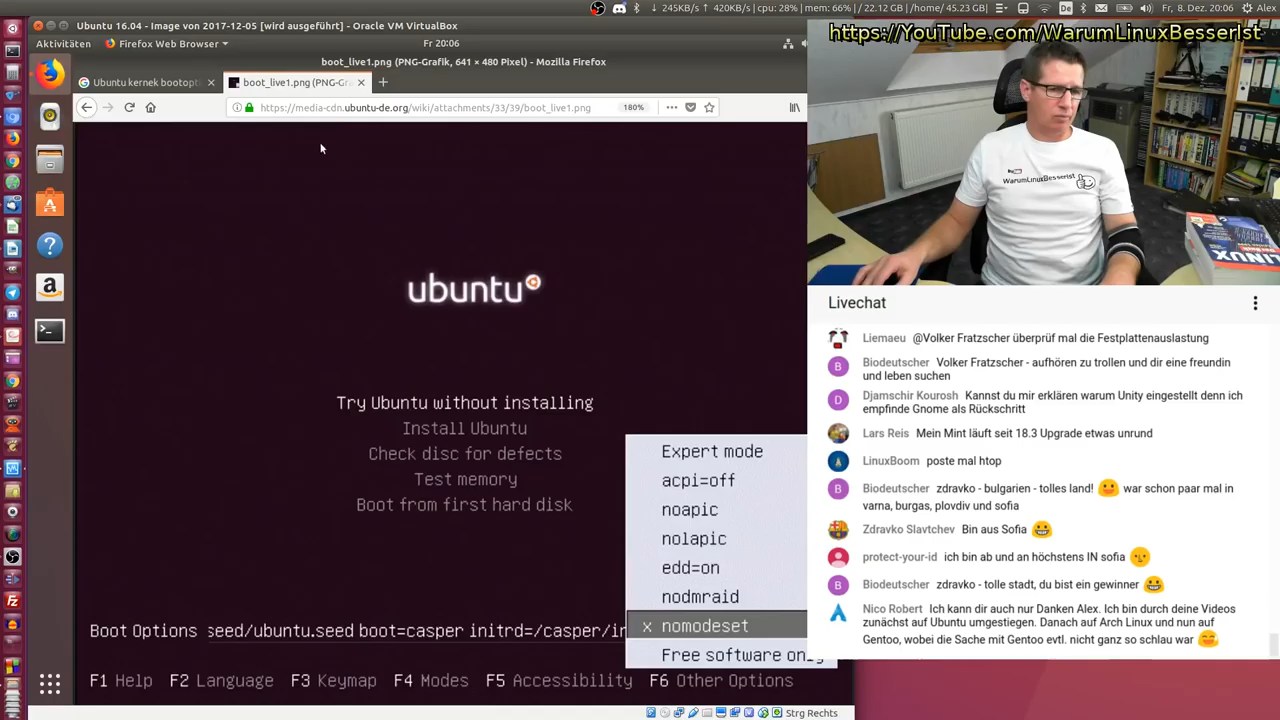 245KB/s 420KB/s cpu: 28% mem: 66% / 22.12 GB /home/ 45.23 GB De Fr, 8. Dez. 20:06 Alex
Ubuntu 16.04 - Image von 2017-12-05 [wird ausgeführt] - Oracle VM VirtualBox
https://YouTube.com/WarumLinuxBesserIst
Aktivitäten Firefox Web Browser Fr 20:06
boot_live1.png (PNG-Grafik, 641 × 480 Pixel) - Mozilla Firefox
Ubuntu kernek bootopt boot_live1.png (PNG-Gra
https://media-cdn.ubuntu-de.org/wiki/attachments/33/39/boot_live1.png 180%
ubuntu
Try Ubuntu without installing
Install Ubuntu
Check disc for defects
Test memory
Boot from first hard disk
Expert mode
acpi=off
noapic
nolapic
edd=on
nodmraid
x nomodeset
Free software only
Boot Options seed/ubuntu.seed boot=casper initrd=/casper/in
F1 Help F2 Language F3 Keymap F4 Modes F5 Accessibility F6 Other Options
Strg Rechts
WarumLinuxBesserIst
LINUX
Livechat
Liemaeu @Volker Fratzscher überprüf mal die Festplattenauslastung
Biodeutscher Volker Fratzscher - aufhören zu trollen und dir eine freundin
und leben suchen
Djamschir Kourosh Kannst du mir erklären warum Unity eingestellt denn ich
empfinde Gnome als Rückschritt
Lars Reis Mein Mint läuft seit 18.3 Upgrade etwas unrund
LinuxBoom poste mal htop
Biodeutscher zdravko - bulgarien - tolles land! war schon paar mal in
varna, burgas, plovdiv und sofia
Zdravko Slavtchev Bin aus Sofia
protect-your-id ich bin ab und an höchstens IN sofia
Biodeutscher zdravko - tolle stadt, du bist ein gewinner
Nico Robert Ich kann dir auch nur Danken Alex. Ich bin durch deine Videos
zunächst auf Ubuntu umgestiegen. Danach auf Arch Linux und nun auf
Gentoo, wobei die Sache mit Gentoo evtl. nicht ganz so schlau war